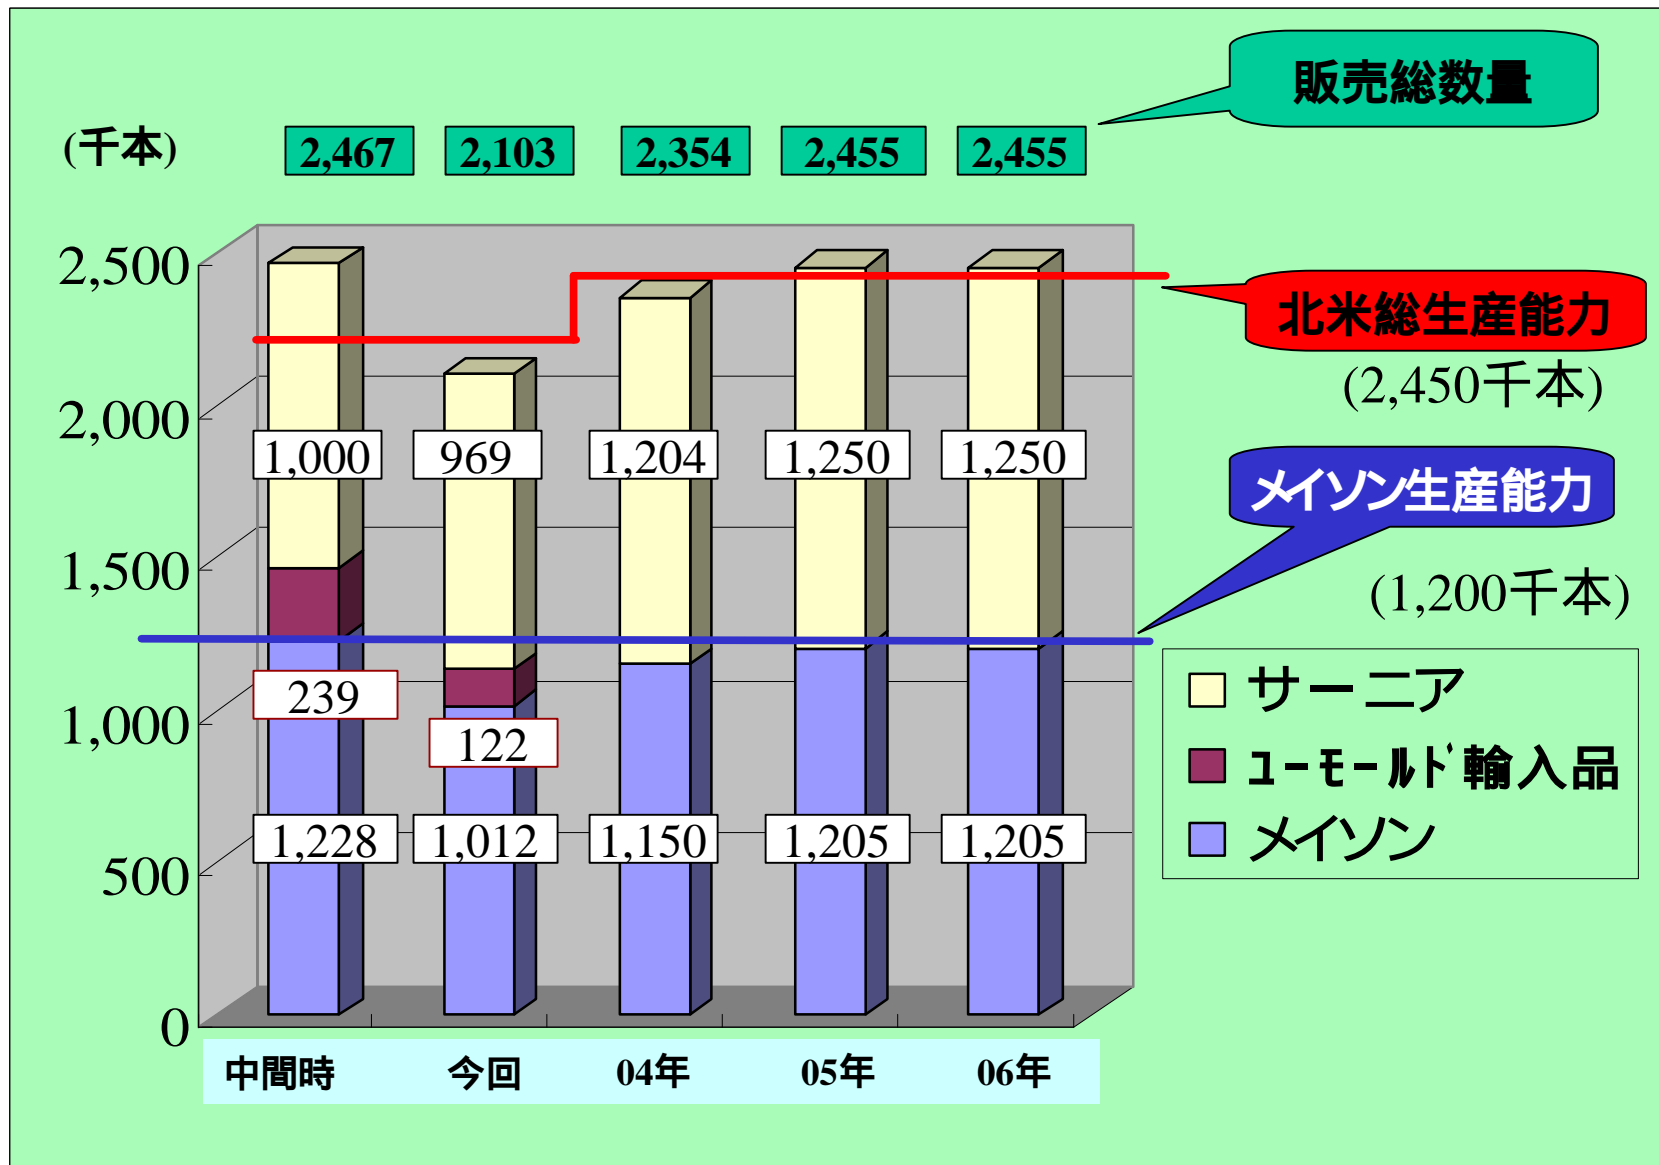 販売総数量
(千本)
2,467 2,103 2,354 2,455 2,455
2,500
2,000
1,500
1,000
500
0
1,000 969 1,204 1,250 1,250
239
122
1,228 1,012 1,150 1,205 1,205
北米総生産能力
(2,450千本)
メイソン生産能力
(1,200千本)
サーニア
ﾕｰﾓｰﾙﾄﾞ輸入品
メイソン
中間時 今回 04年 05年 06年